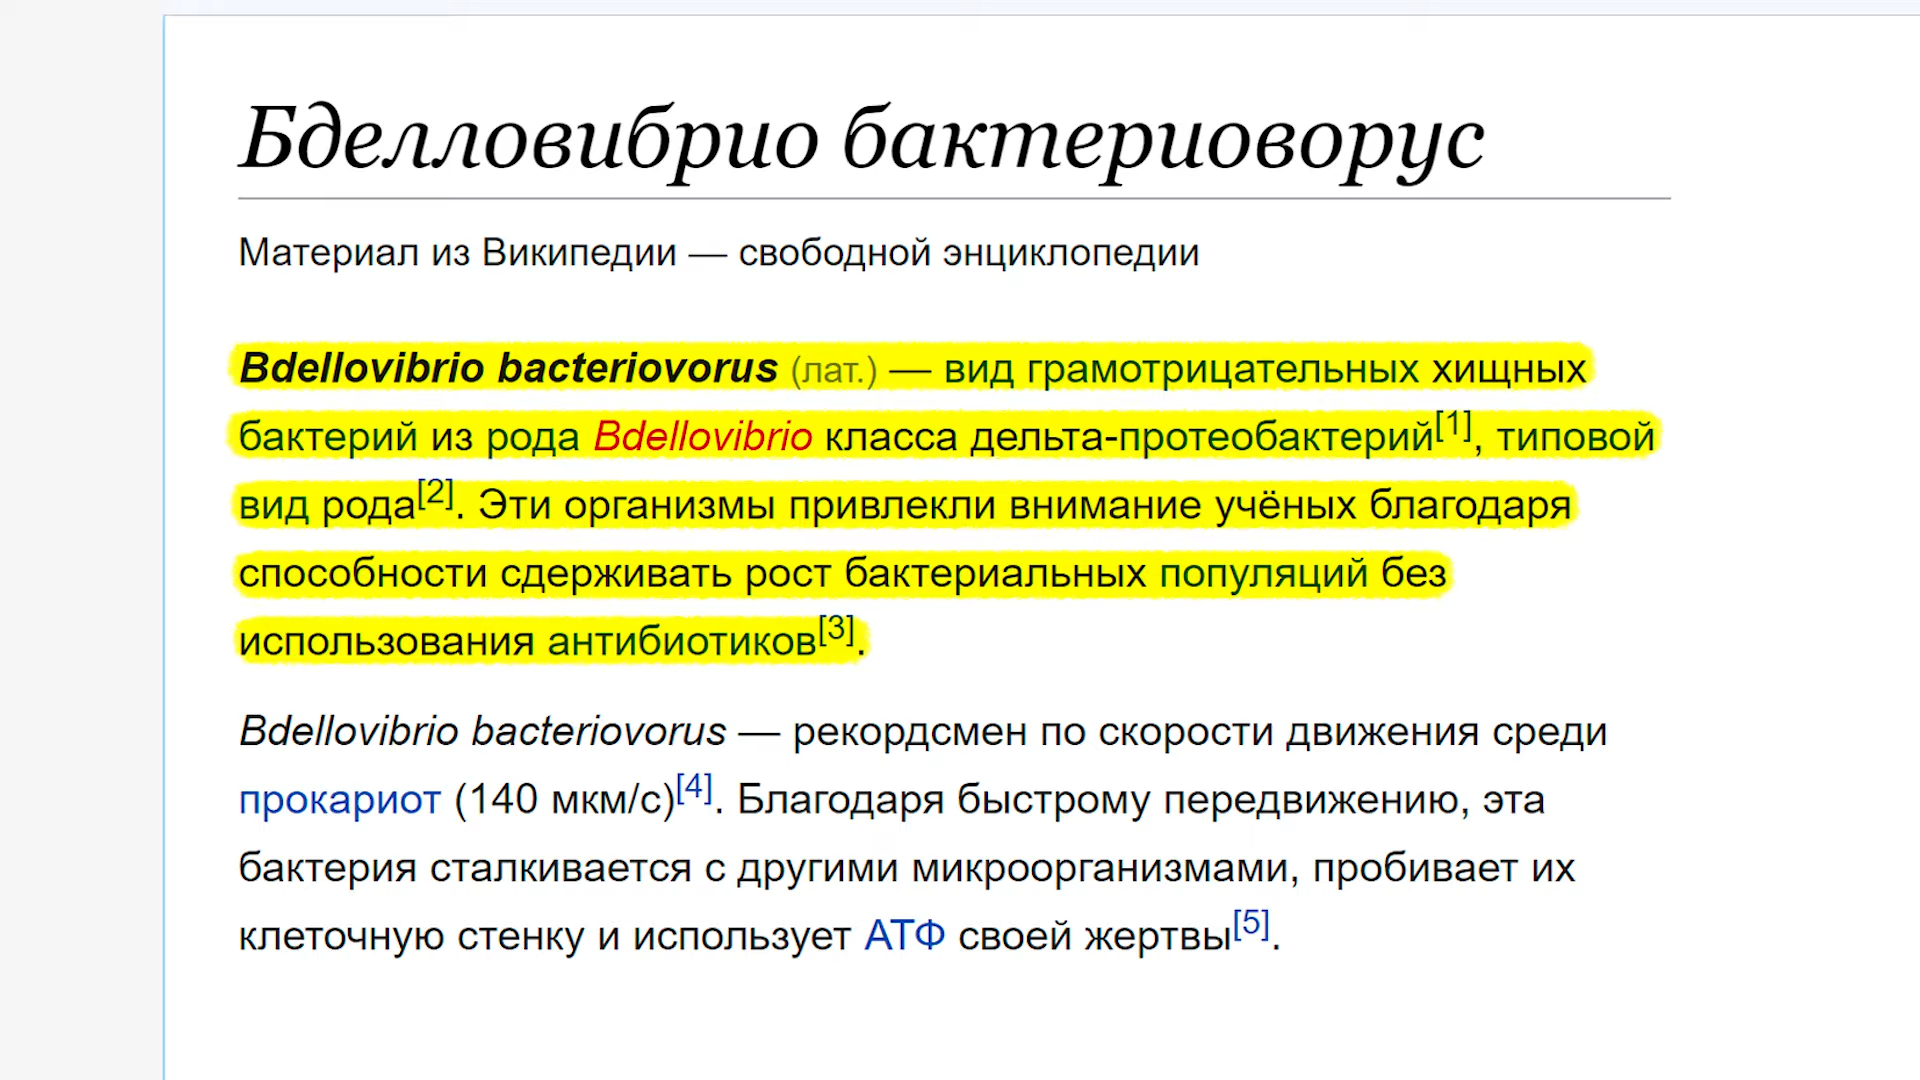 Бделловибрио бактериоворус
Материал из Википедии — свободной энциклопедии
Bdellovibrio bacteriovorus (лат.) — вид грамотрицательных хищных
бактерий из рода Bdellovibrio класса дельта-протеобактерий[1], типовой
вид рода[2]. Эти организмы привлекли внимание учёных благодаря
способности сдерживать рост бактериальных популяций без
использования антибиотиков[3].
Bdellovibrio bacteriovorus — рекордсмен по скорости движения среди
прокариот (140 мкм/с)[4]. Благодаря быстрому передвижению, эта
бактерия сталкивается с другими микроорганизмами, пробивает их
клеточную стенку и использует АТФ своей жертвы[5].